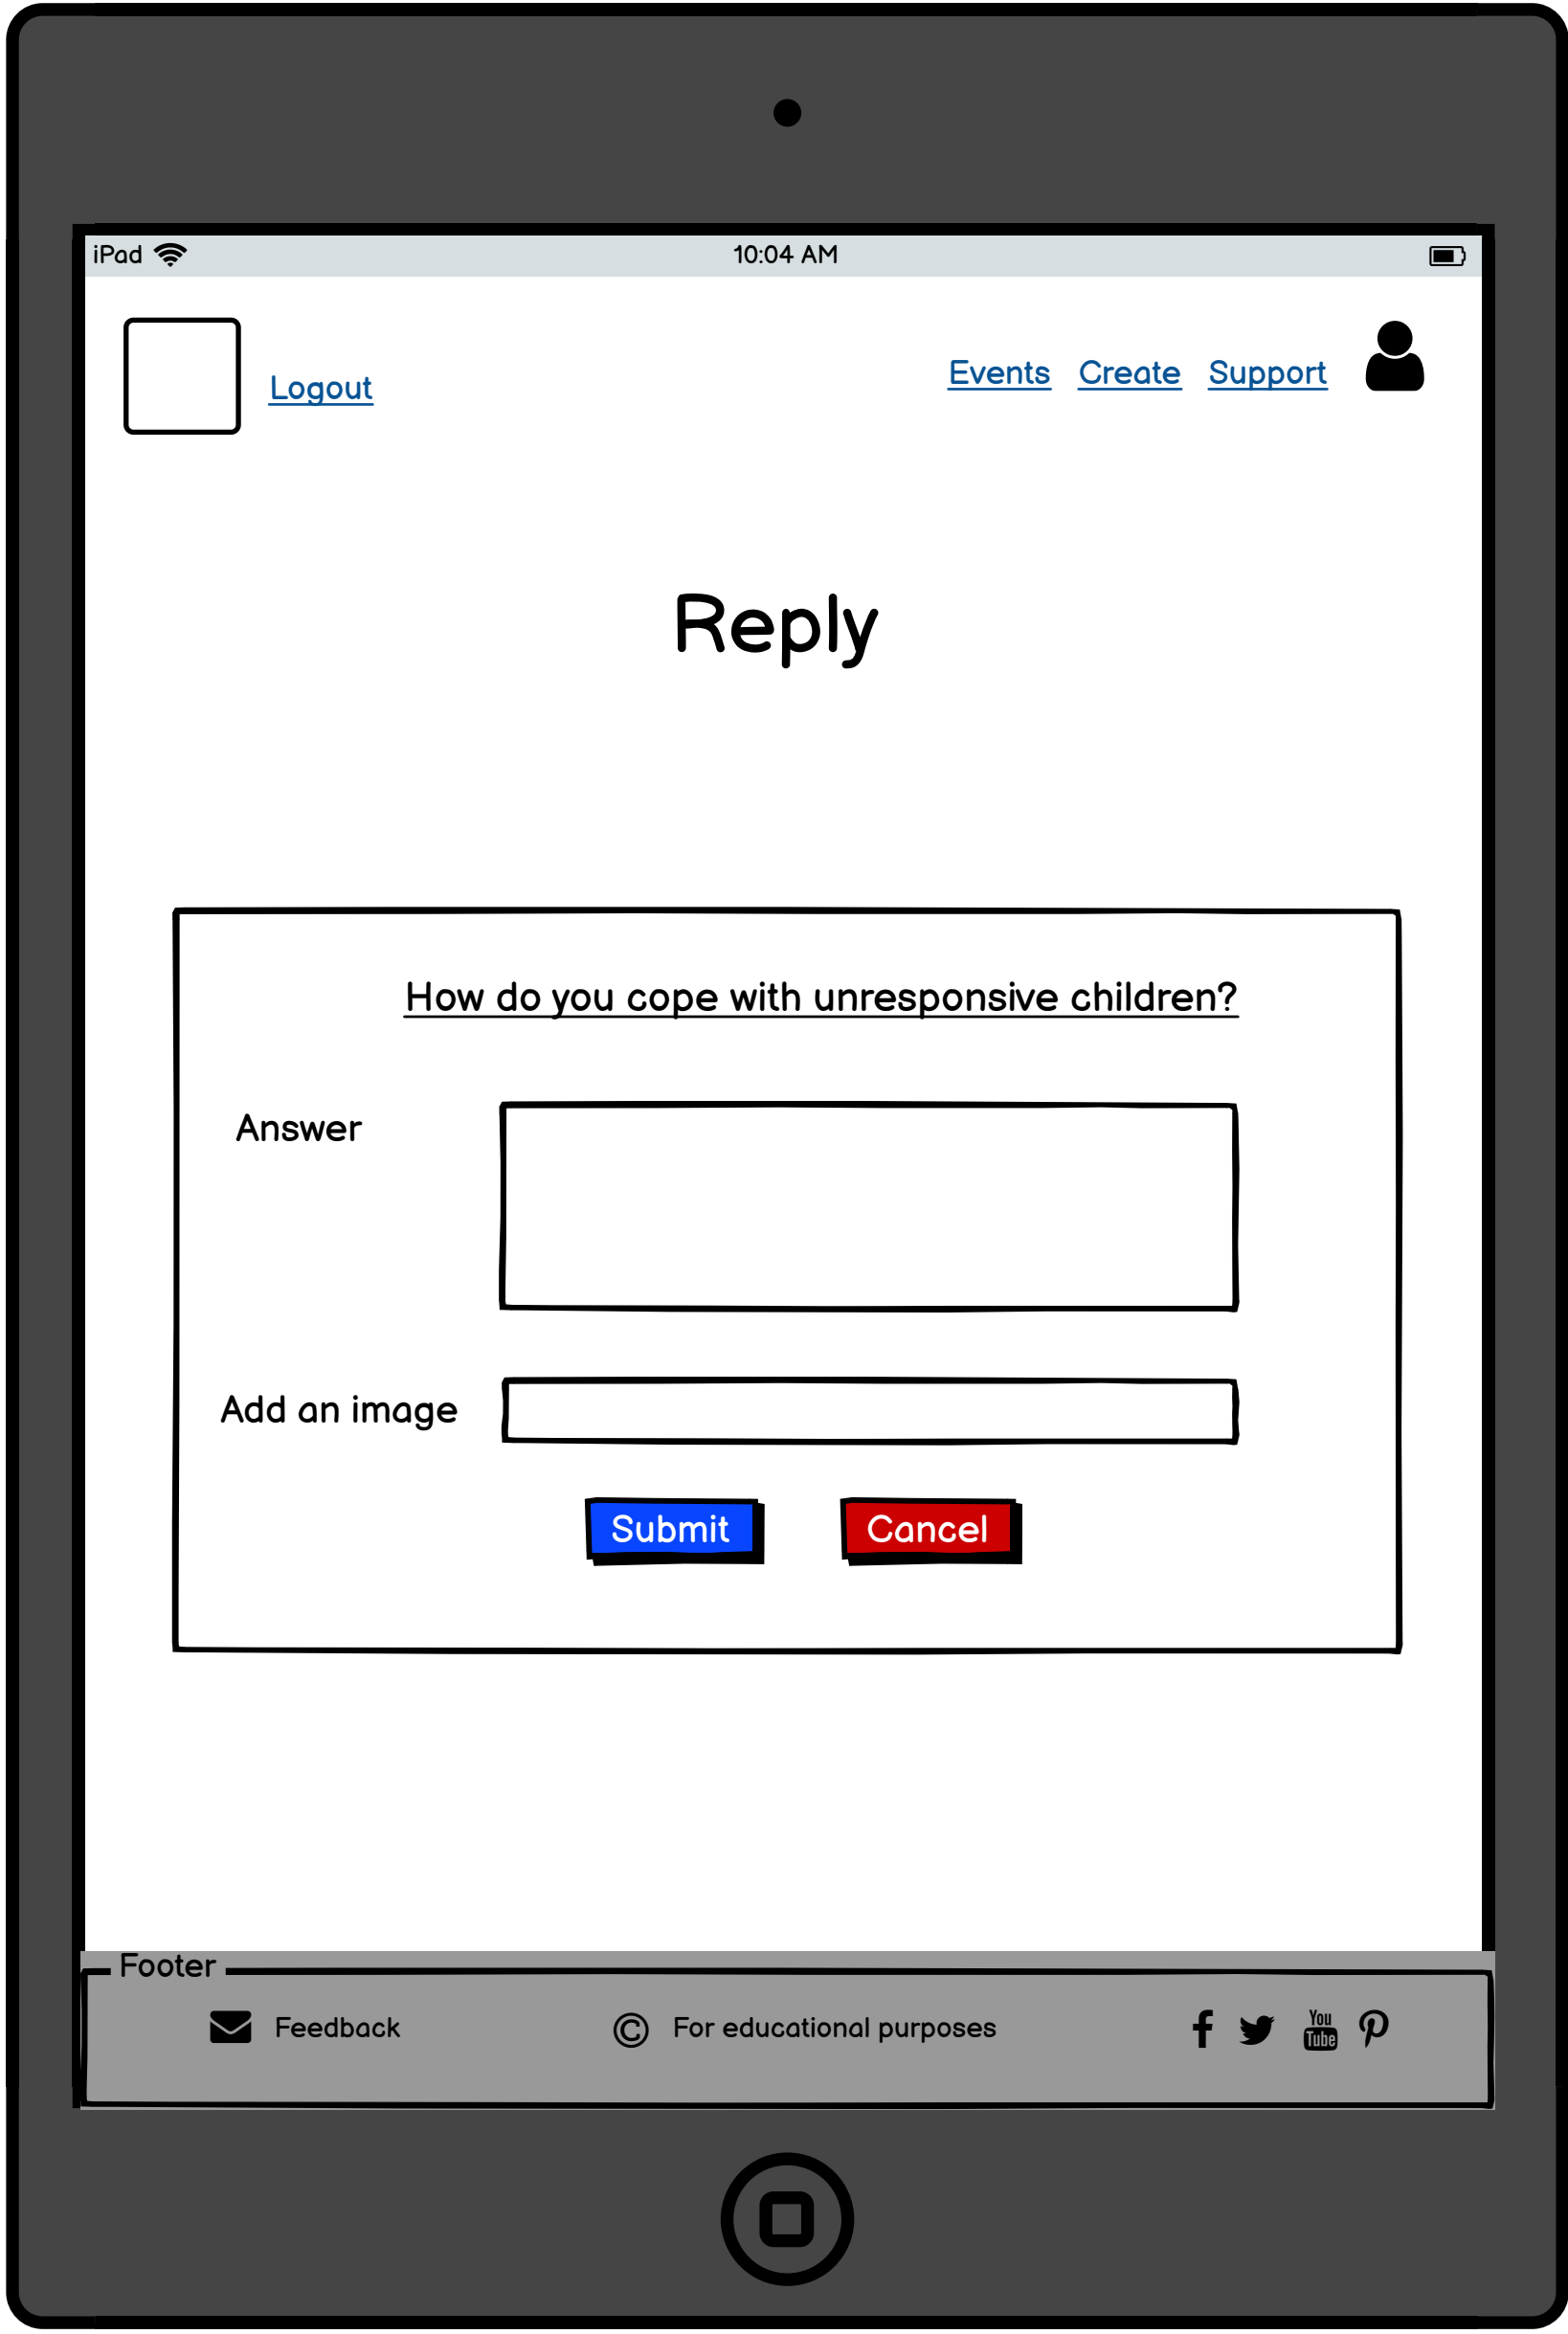 iPad 10:04 AM
Logout Events Create Support
Reply
How do you cope with unresponsive children?
Answer
Add an image
Submit Cancel
Footer
Feedback © For educational purposes f You Tube